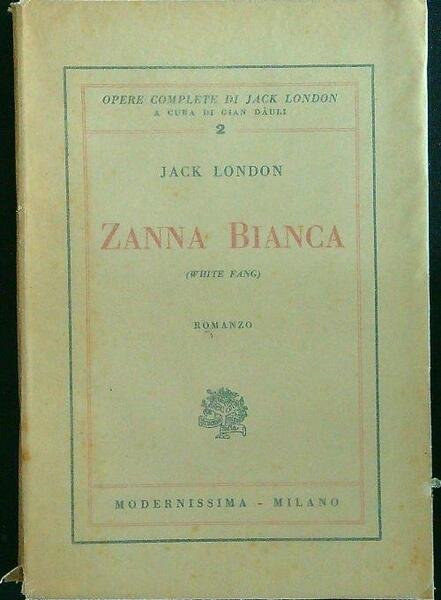 OPERE COMPLETE DI JACK LONDON
A CURA DI GIAN DÀULI
2
JACK LONDON
ZANNA BIANCA
(WHITE FANG)
ROMANZO
MODERNISSIMA - MILANO